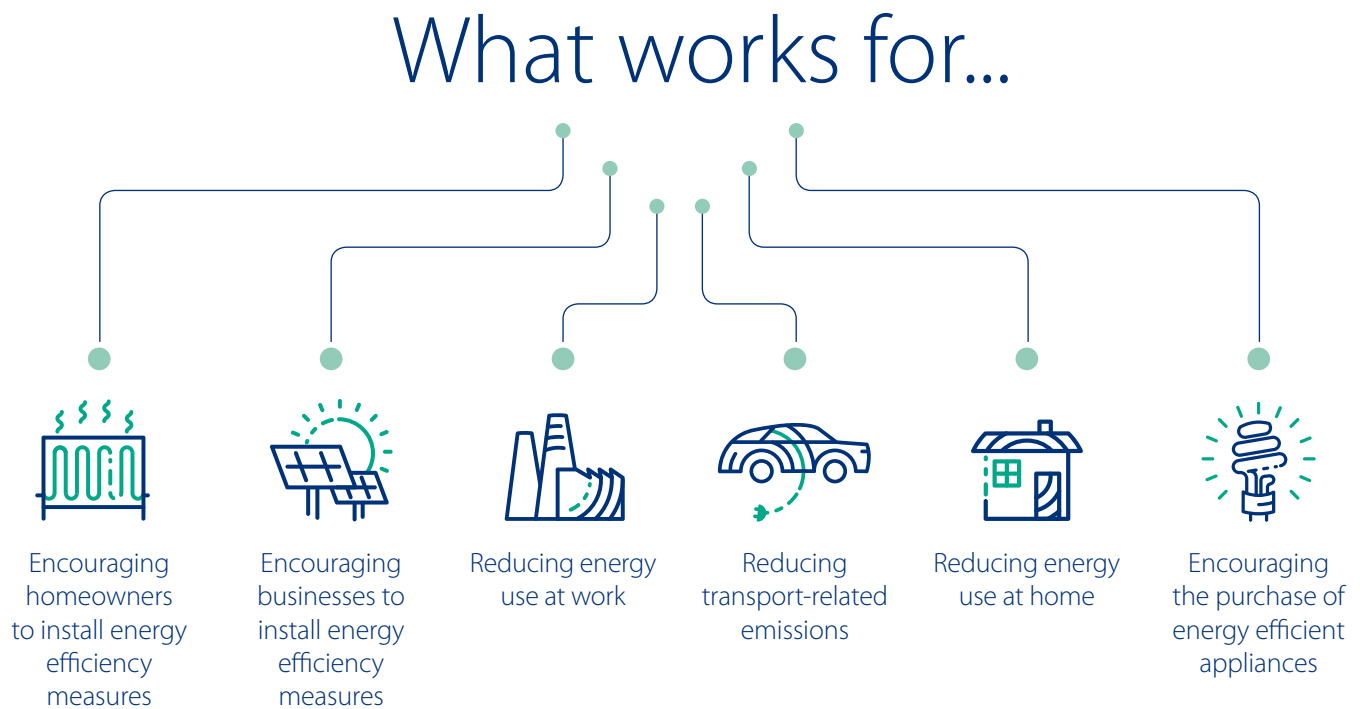 What works for...
Encouraging
homeowners
to install energy
efficiency
measures
Encouraging
businesses to
install energy
efficiency
measures
Reducing energy
use at work
Reducing
transport-related
emissions
Reducing energy
use at home
Encouraging
the purchase of
energy efficient
appliances